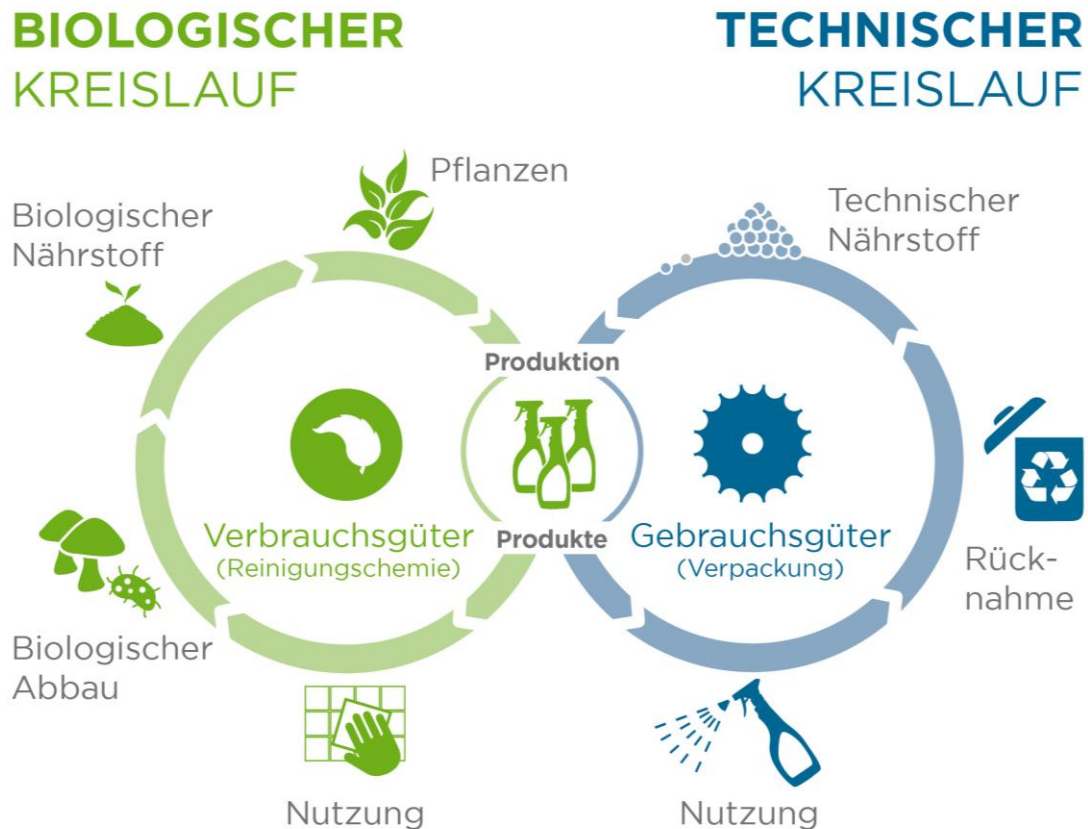 BIOLOGISCHER
KREISLAUF
TECHNISCHER
KREISLAUF
Pflanzen
Biologischer
Nährstoff
Technischer
Nährstoff
Produktion
Verbrauchsgüter
(Reinigungschemie)
Produkte
Gebrauchsgüter
(Verpackung)
Rück-
nahme
Biologischer
Abbau
Nutzung
Nutzung